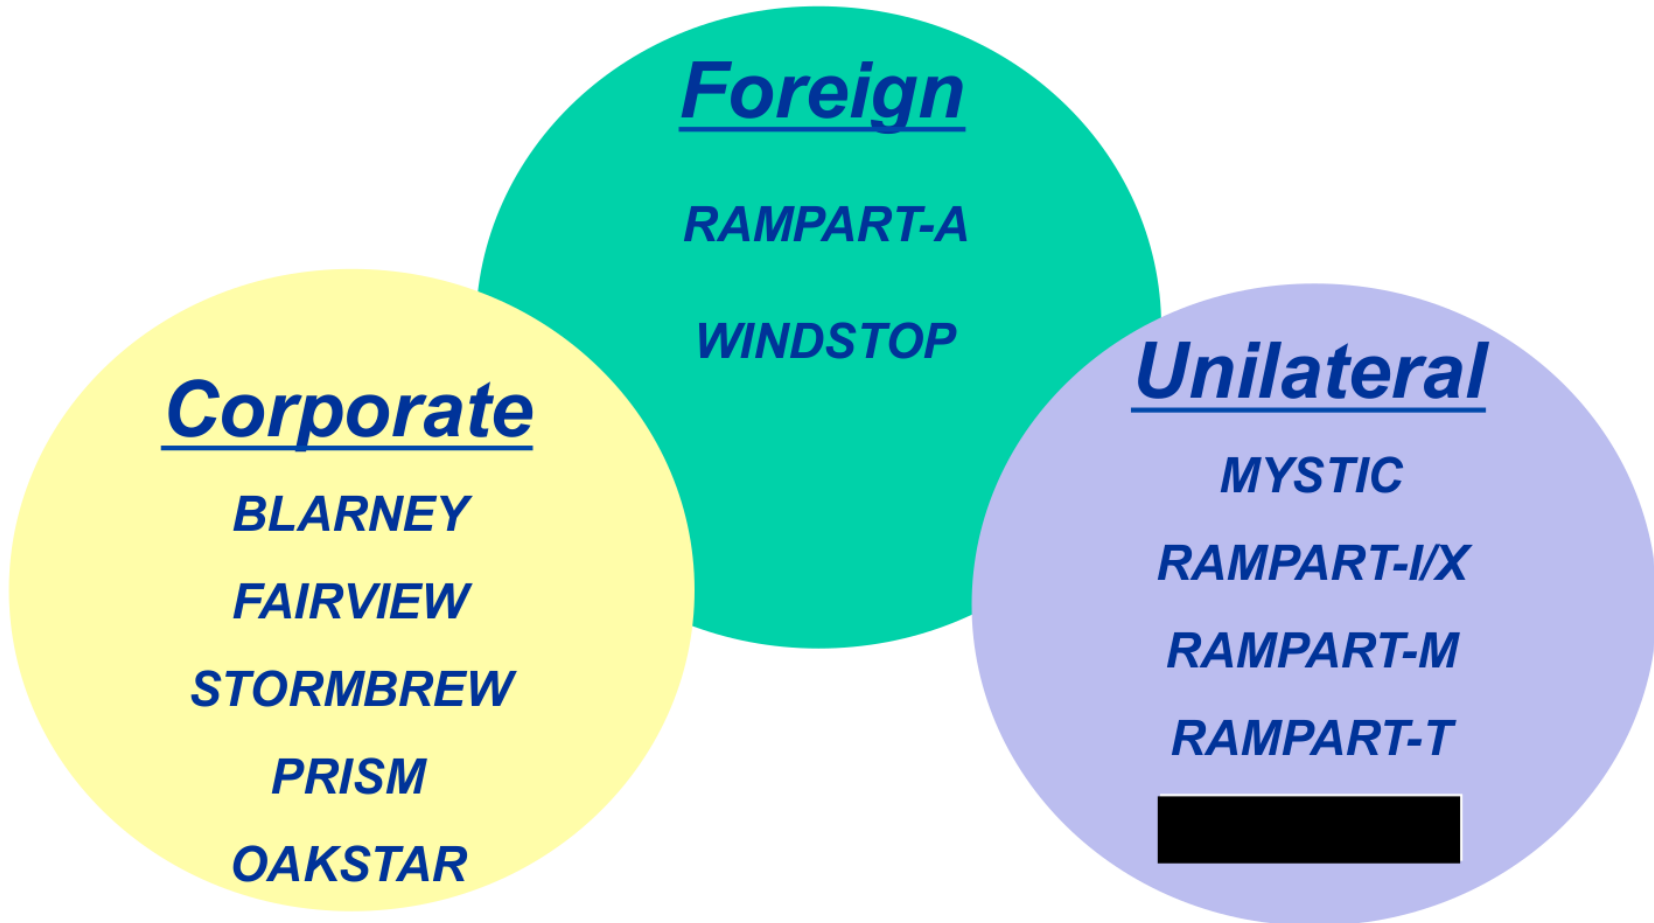 Foreign
RAMPART-A
WINDSTOP
Corporate
BLARNEY
FAIRVIEW
STORMBREW
PRISM
OAKSTAR
Unilateral
MYSTIC
RAMPART-I/X
RAMPART-M
RAMPART-T